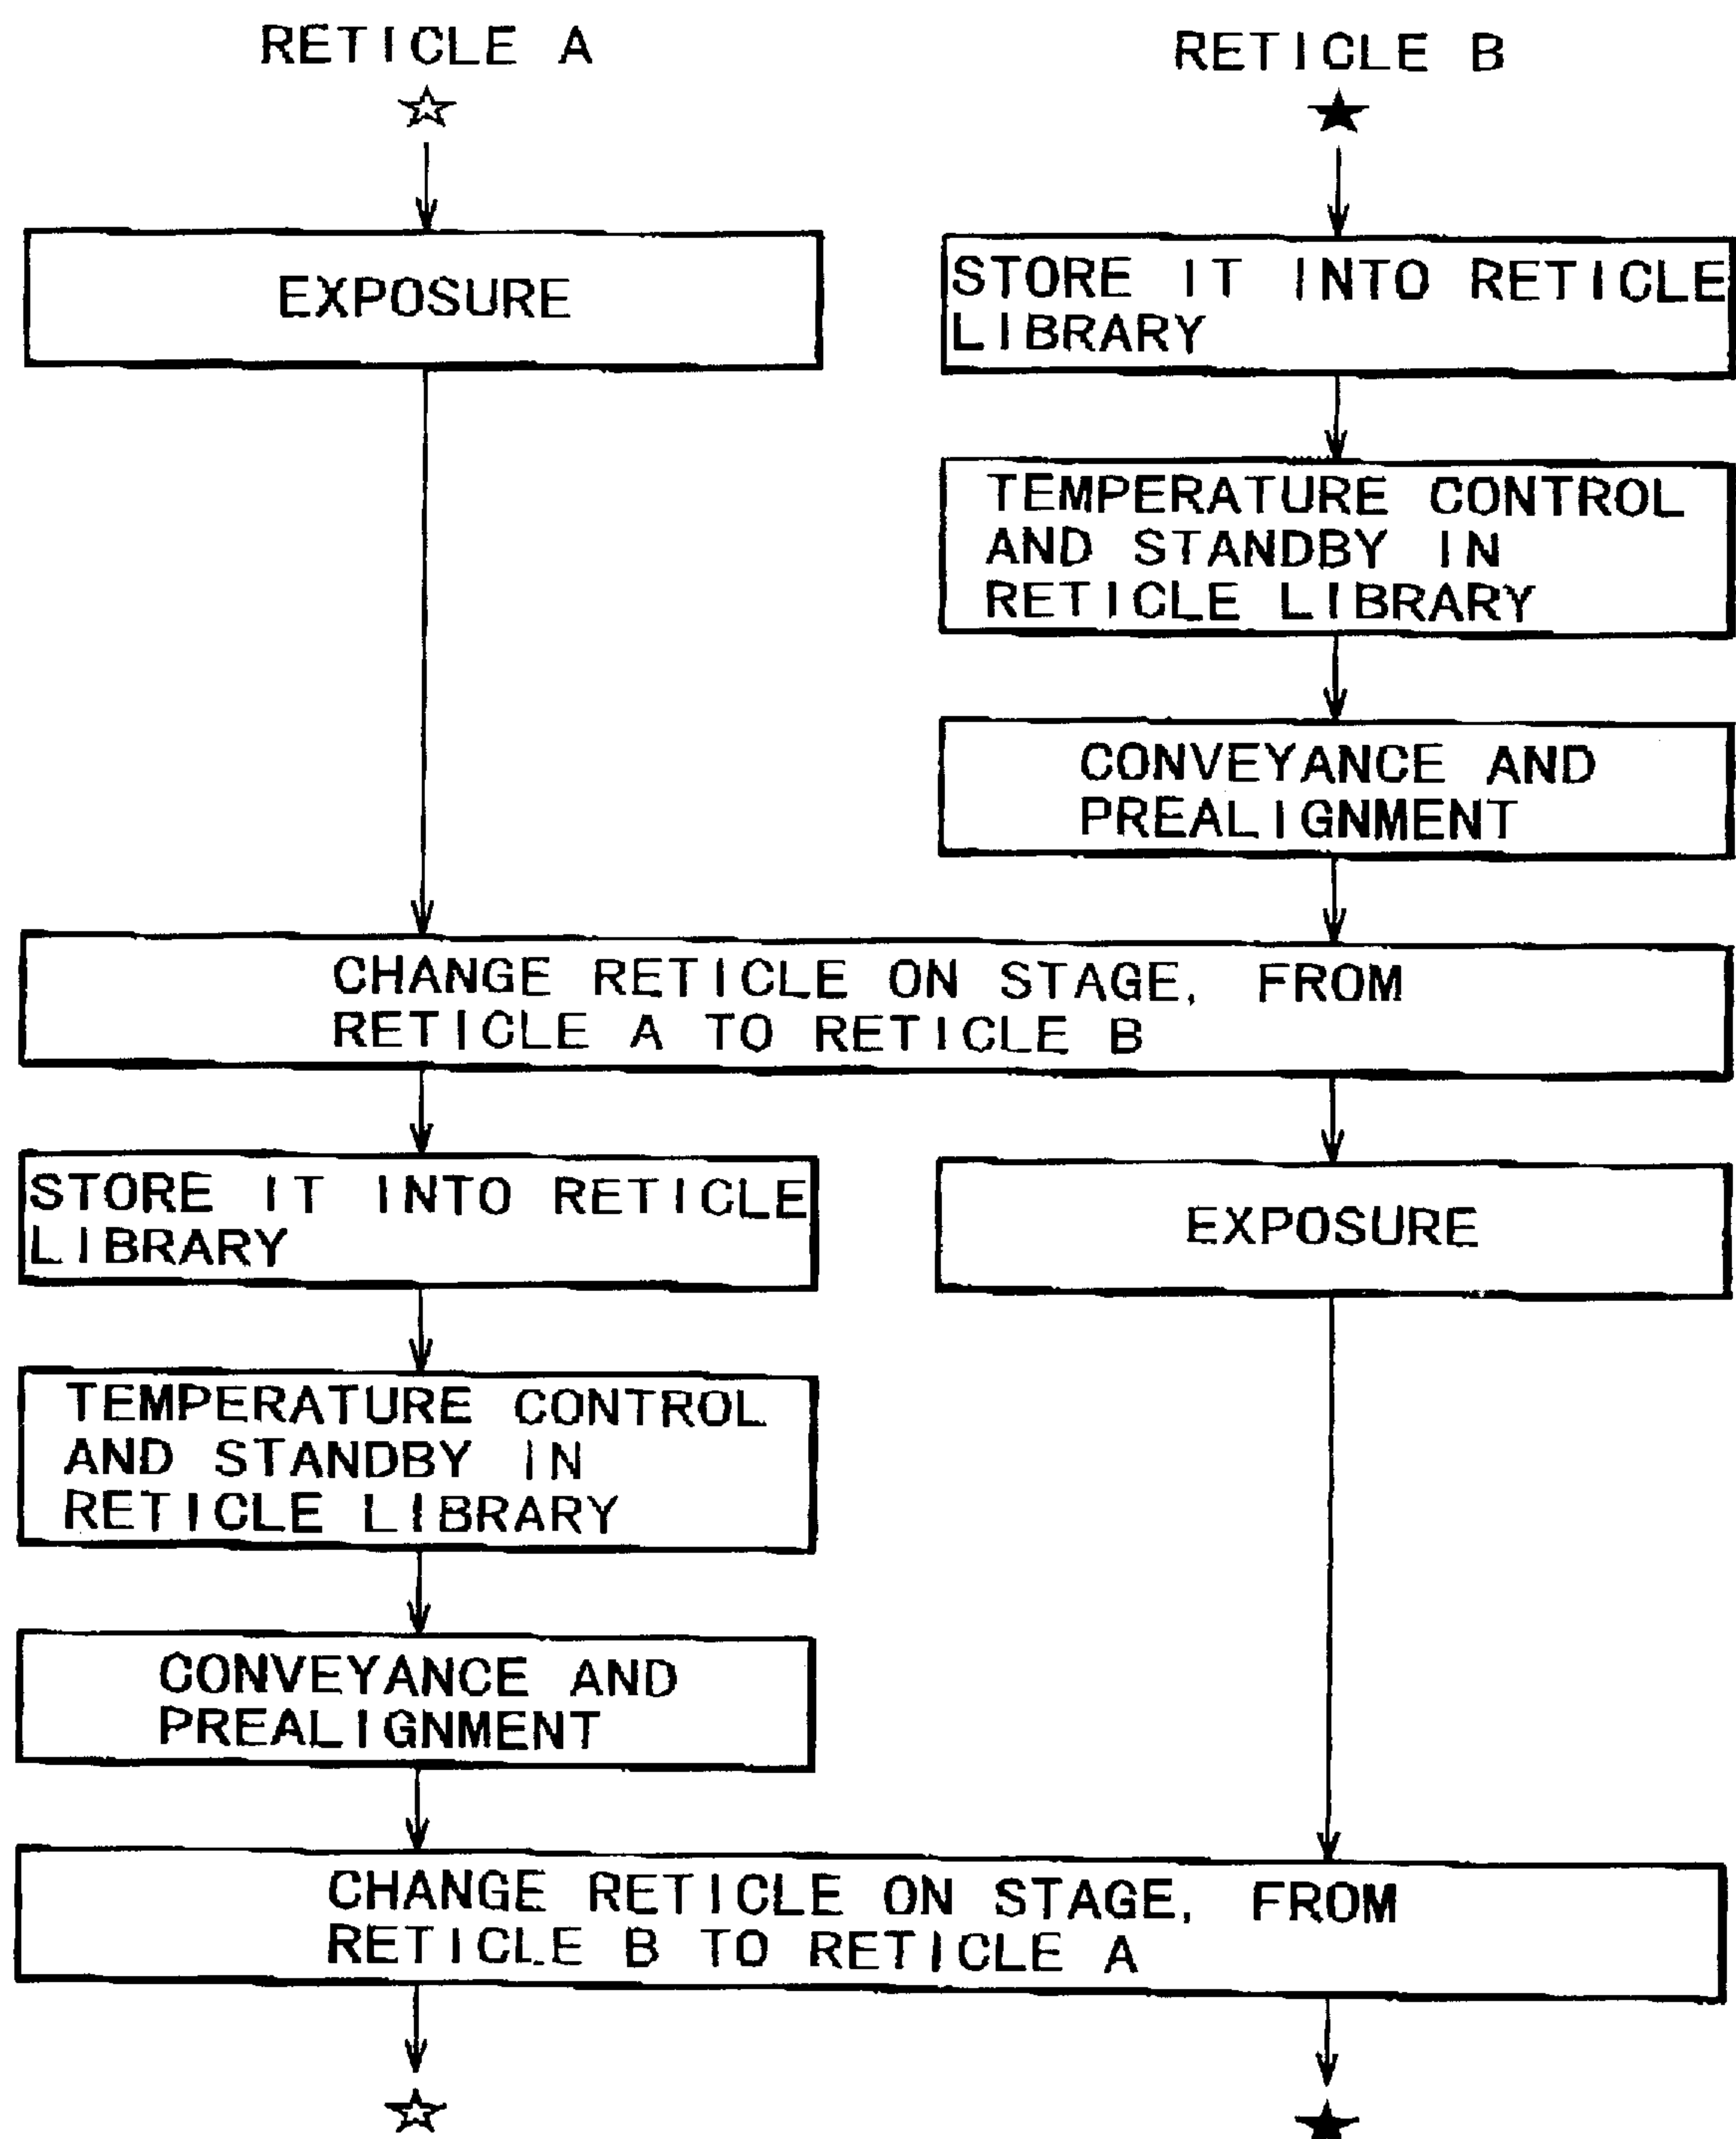 RETICLE A
RETICLE B
EXPOSURE
STORE IT INTO RETICLE
LIBRARY
TEMPERATURE CONTROL
AND STANDBY IN
RETICLE LIBRARY
CONVEYANCE AND
PREALIGNMENT
CHANGE RETICLE ON STAGE, FROM
RETICLE A TO RETICLE B
STORE IT INTO RETICLE
LIBRARY
EXPOSURE
TEMPERATURE CONTROL
AND STANDBY IN
RETICLE LIBRARY
CONVEYANCE AND
PREALIGNMENT
CHANGE RETICLE ON STAGE, FROM
RETICLE B TO RETICLE A